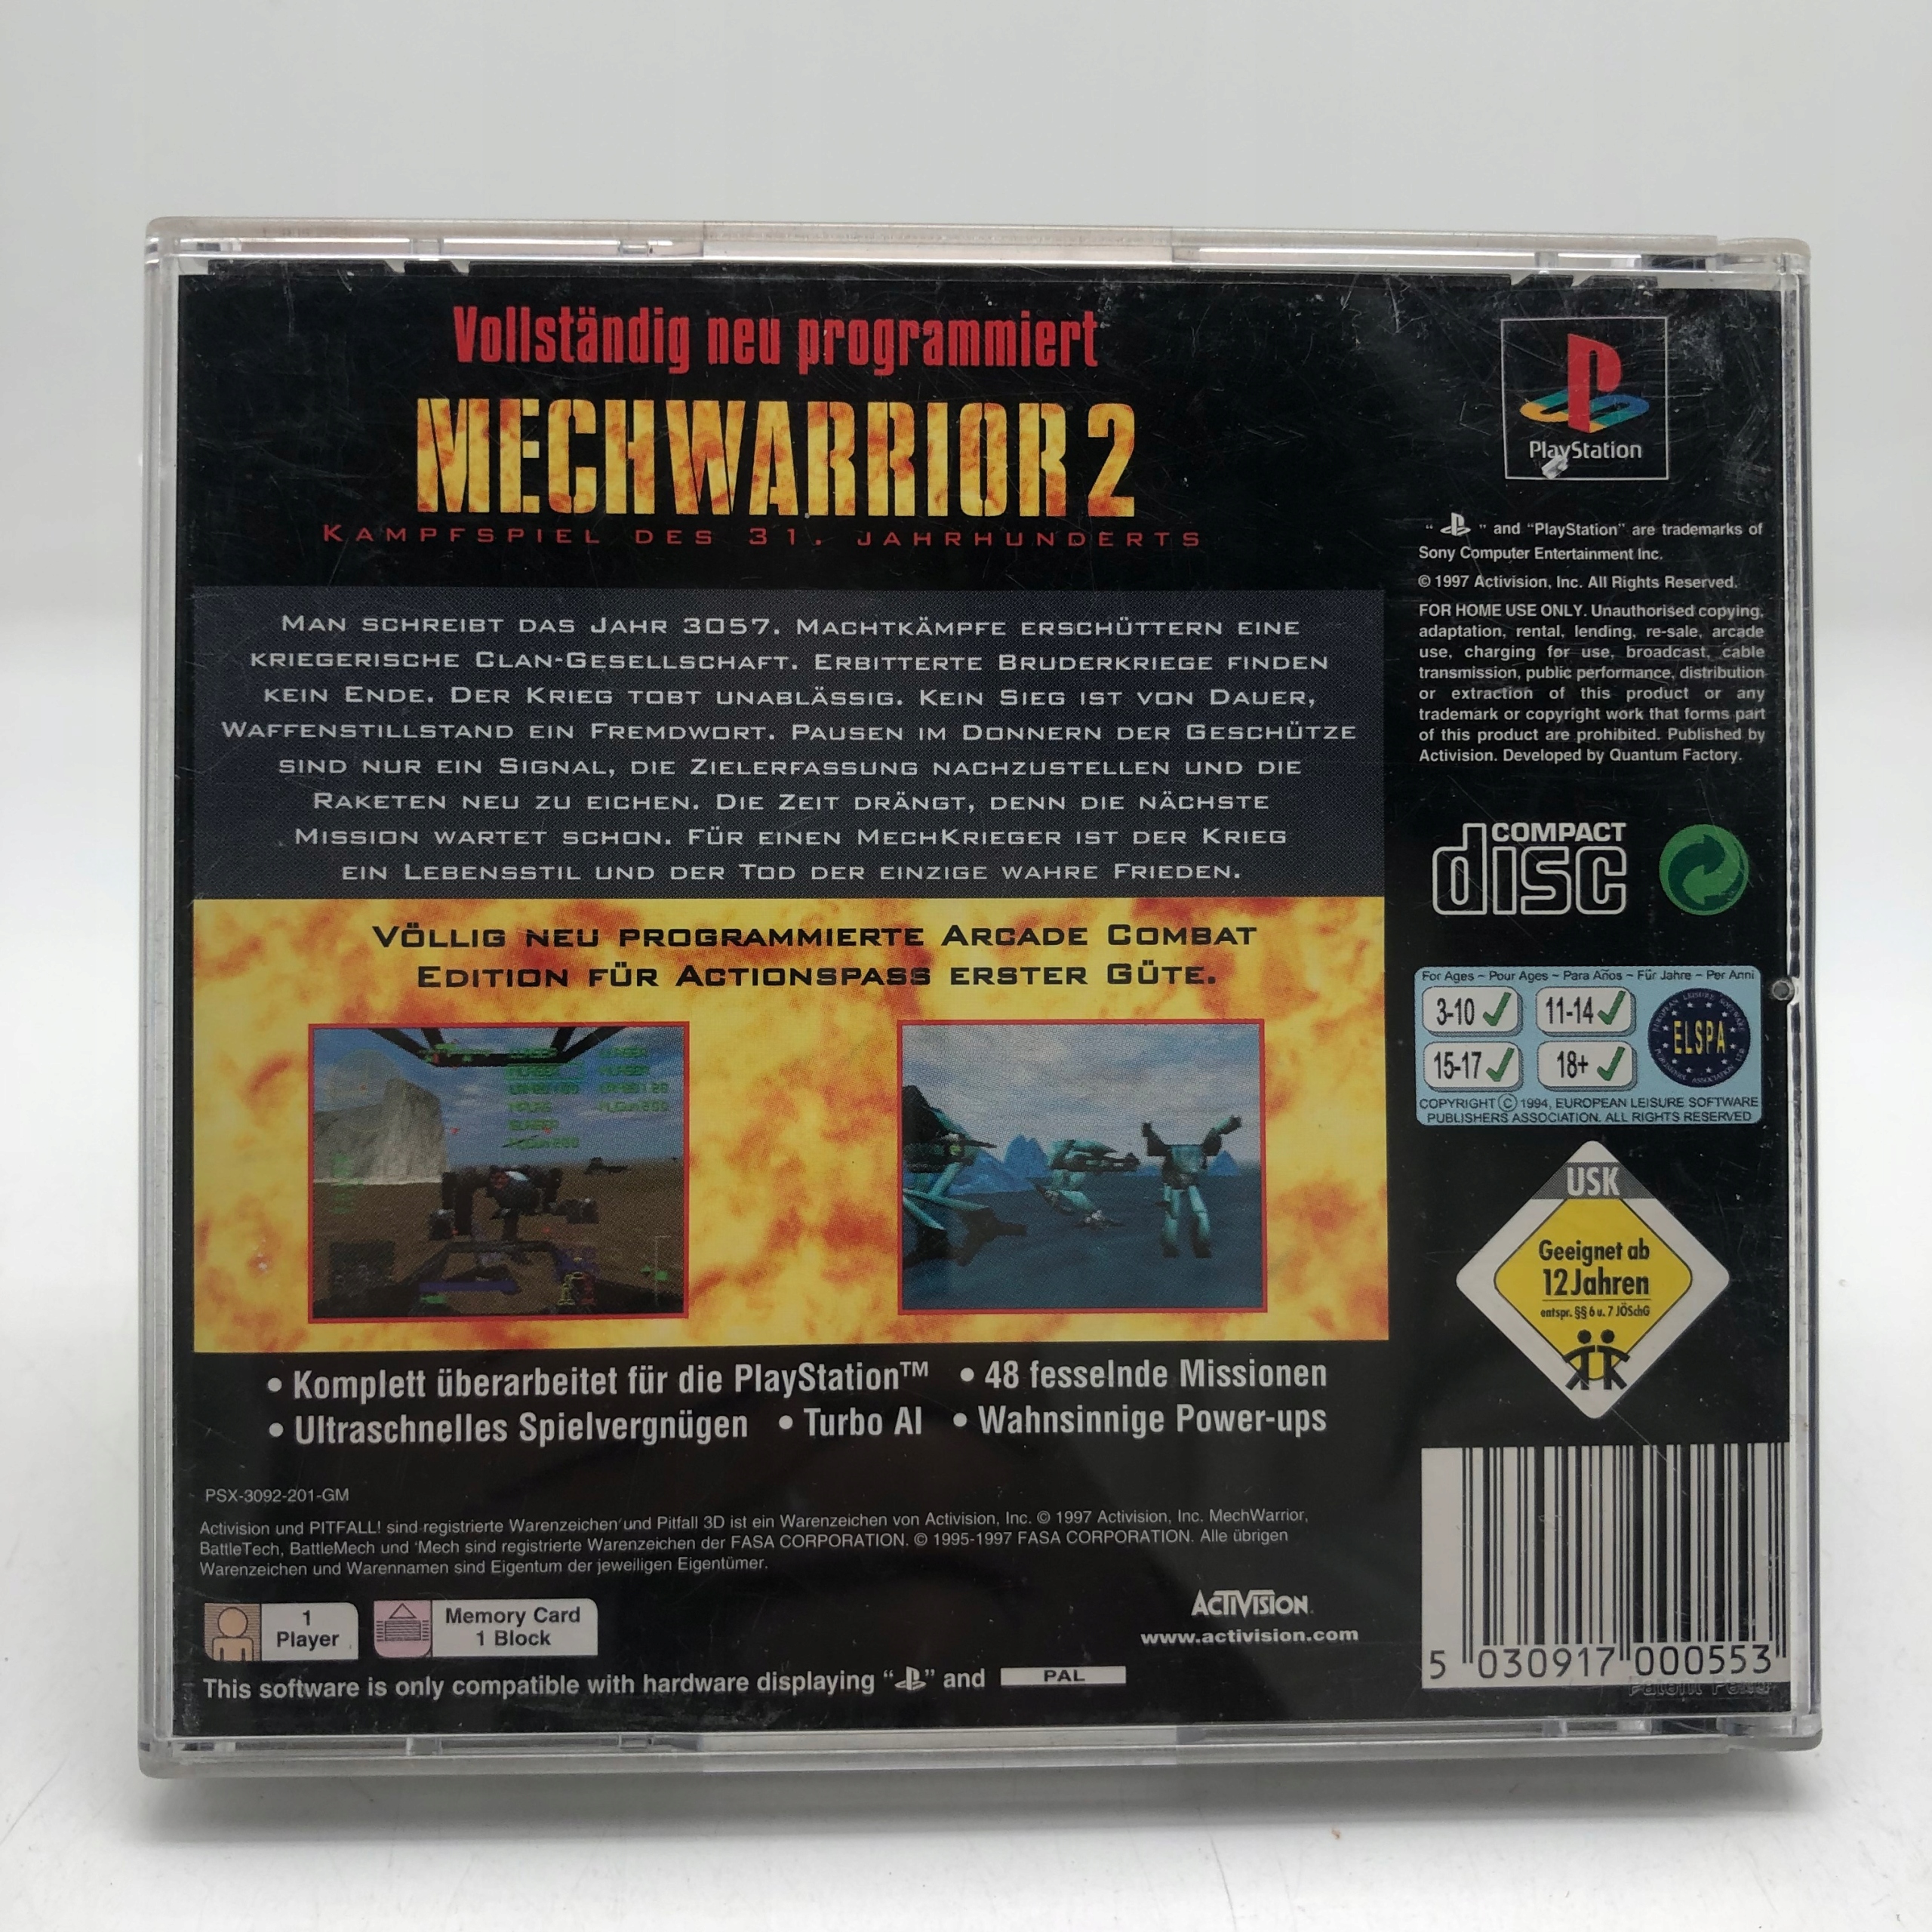 Vollständig neu programmiert
MECHWARRIOR 2
KAMPFSPIEL DES 31. JAHRHUNDERTS
MAN SCHREIBT DAS JAHR 3057. MACHTKÄMPFE ERSCHÜTTERN EINE
KRIEGERISCHE CLAN-GESELLSCHAFT. ERBITTERTE BRUDERKRIEGE FINDEN
KEIN ENDE. DER KRIEG TOBT UNABLÄSSIG. KEIN SIEG IST VON DAUER,
WAFFENSTILLSTAND EIN FREMDWORT. PAUSEN IM DONNERN DER GESCHÜTZE
SIND NUR EIN SIGNAL, DIE ZIELERFASSUNG NACHZUSTELLEN UND DIE
RAKETEN NEU ZU EICHEN. DIE ZEIT DRÄNGT, DENN DIE NÄCHSTE
MISSION WARTET SCHON. FÜR EINEN MECHKRIEGER IST DER KRIEG
EIN LEBENSSTIL UND DER TOD DER EINZIGE WAHRE FRIEDEN.
VÖLLIG NEU PROGRAMMIERTE ARCADE COMBAT
EDITION FÜR ACTIONSPASS ERSTER GÜTE.
• Komplett überarbeitet für die PlayStation™ • 48 fesselnde Missionen
• Ultraschnelles Spielvergnügen • Turbo AI • Wahnsinnige Power-ups
PSX-3092-201-GM
Activision und PITFALL! sind registrierte Warenzeichen und Pitfall 3D ist ein Warenzeichen von Activision, Inc. © 1997 Activision, Inc. MechWarrior,
BattleTech, BattleMech und 'Mech sind registrierte Warenzeichen der FASA CORPORATION. © 1995-1997 FASA CORPORATION. Alle übrigen
Warenzeichen und Warennamen sind Eigentum der jeweiligen Eigentümer.
1
Player
Memory Card
1 Block
ACTIVISION
www.activision.com
This software is only compatible with hardware displaying “PS” and PAL
PlayStation
“ PS ” and “PlayStation” are trademarks of
Sony Computer Entertainment Inc.
© 1997 Activision, Inc. All Rights Reserved.
FOR HOME USE ONLY. Unauthorised copying,
adaptation, rental, lending, re-sale, arcade
use, charging for use, broadcast, cable
transmission, public performance, distribution
or extraction of this product or any
trademark or copyright work that forms part
of this product are prohibited. Published by
Activision. Developed by Quantum Factory.
COMPACT
disc
For Ages ~ Pour Ages ~ Para Años ~ Für Jahre ~ Per Anni
3-10 11-14
15-17 18+
ELSPA
COPYRIGHT © 1994, EUROPEAN LEISURE SOFTWARE
PUBLISHERS ASSOCIATION. ALL RIGHTS RESERVED
USK
Geeignet ab
12 Jahren
entspr. §§ 6 u. 7 JÖSchG
5 030917 000553